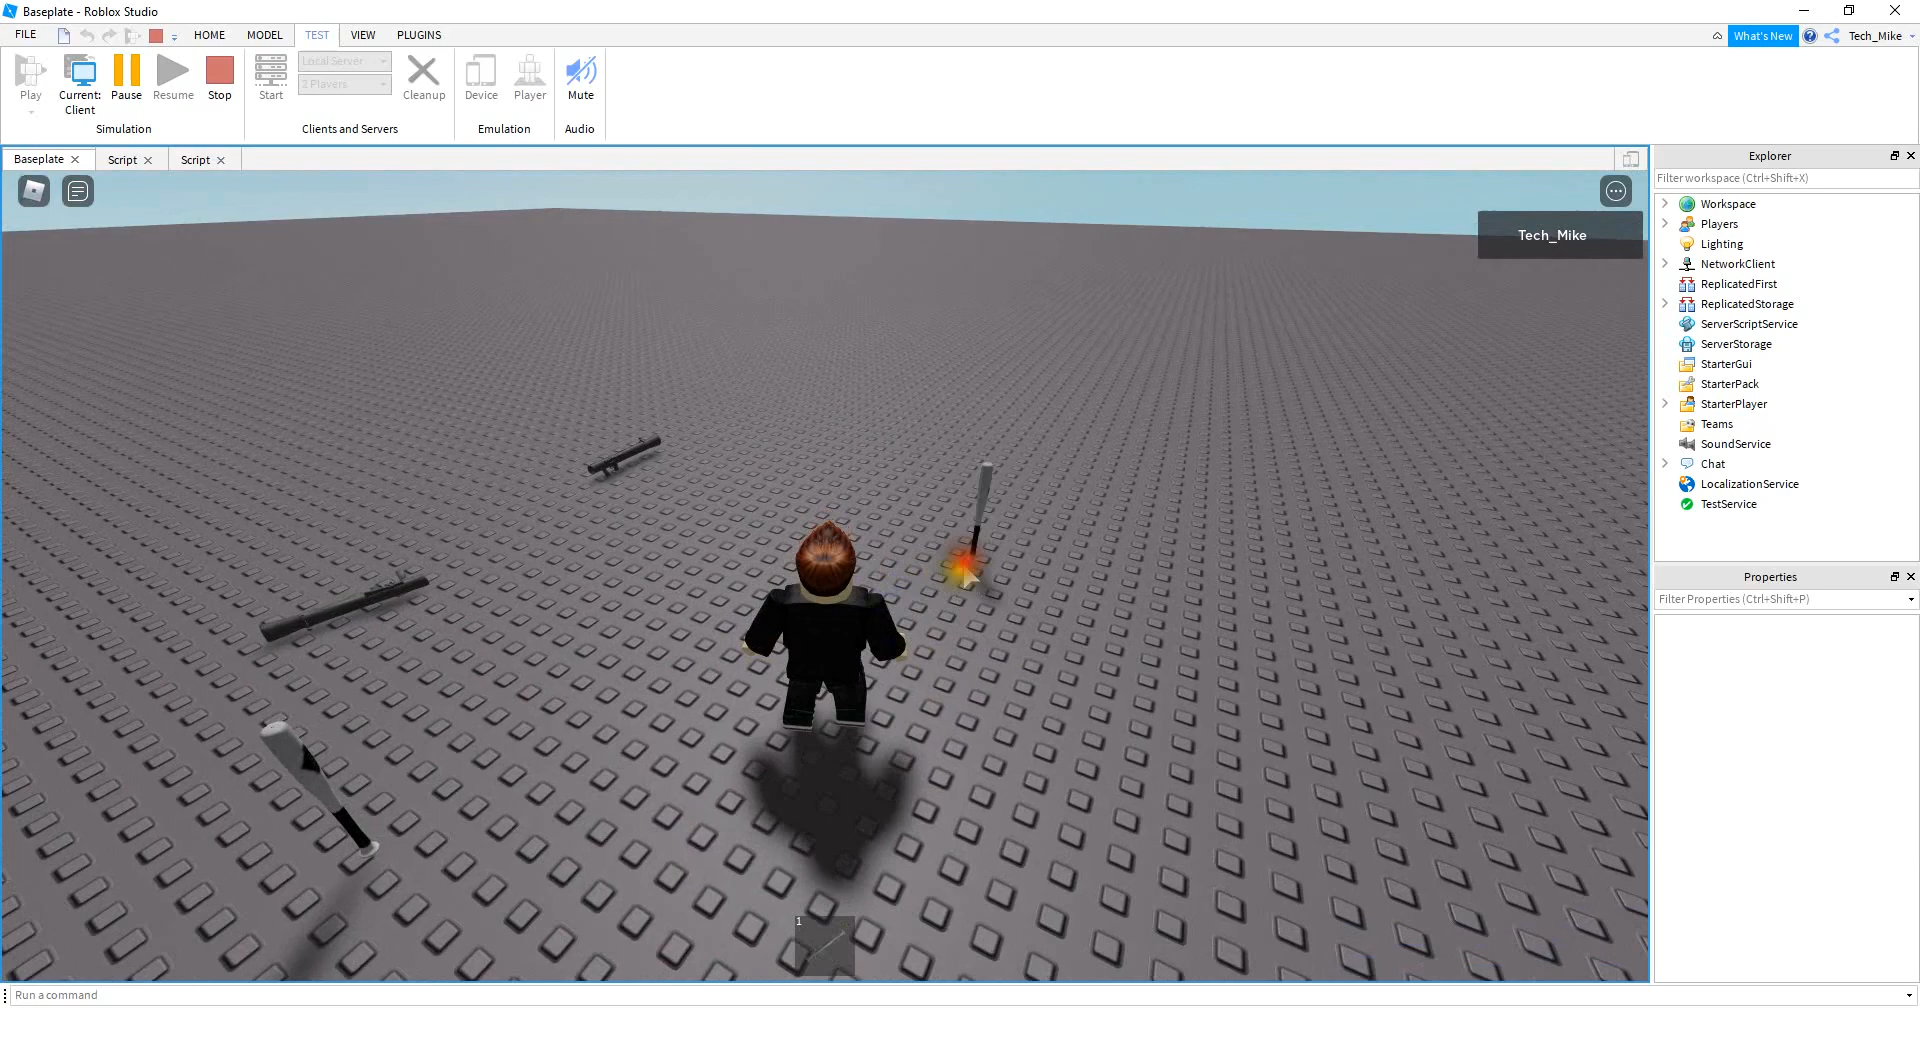 Baseplate - Roblox Studio
FILE HOME MODEL TEST VIEW PLUGINS What's New Tech_Mike
Play Current: Client Pause Resume Stop Start Local Server 2 Players Cleanup Device Player Mute
Simulation Clients and Servers Emulation Audio
Baseplate Script Script
Tech_Mike
1
Explorer
Filter workspace (Ctrl+Shift+X)
Workspace
Players
Lighting
NetworkClient
ReplicatedFirst
ReplicatedStorage
ServerScriptService
ServerStorage
StarterGui
StarterPack
StarterPlayer
Teams
SoundService
Chat
LocalizationService
TestService
Properties
Filter Properties (Ctrl+Shift+P)
Run a command